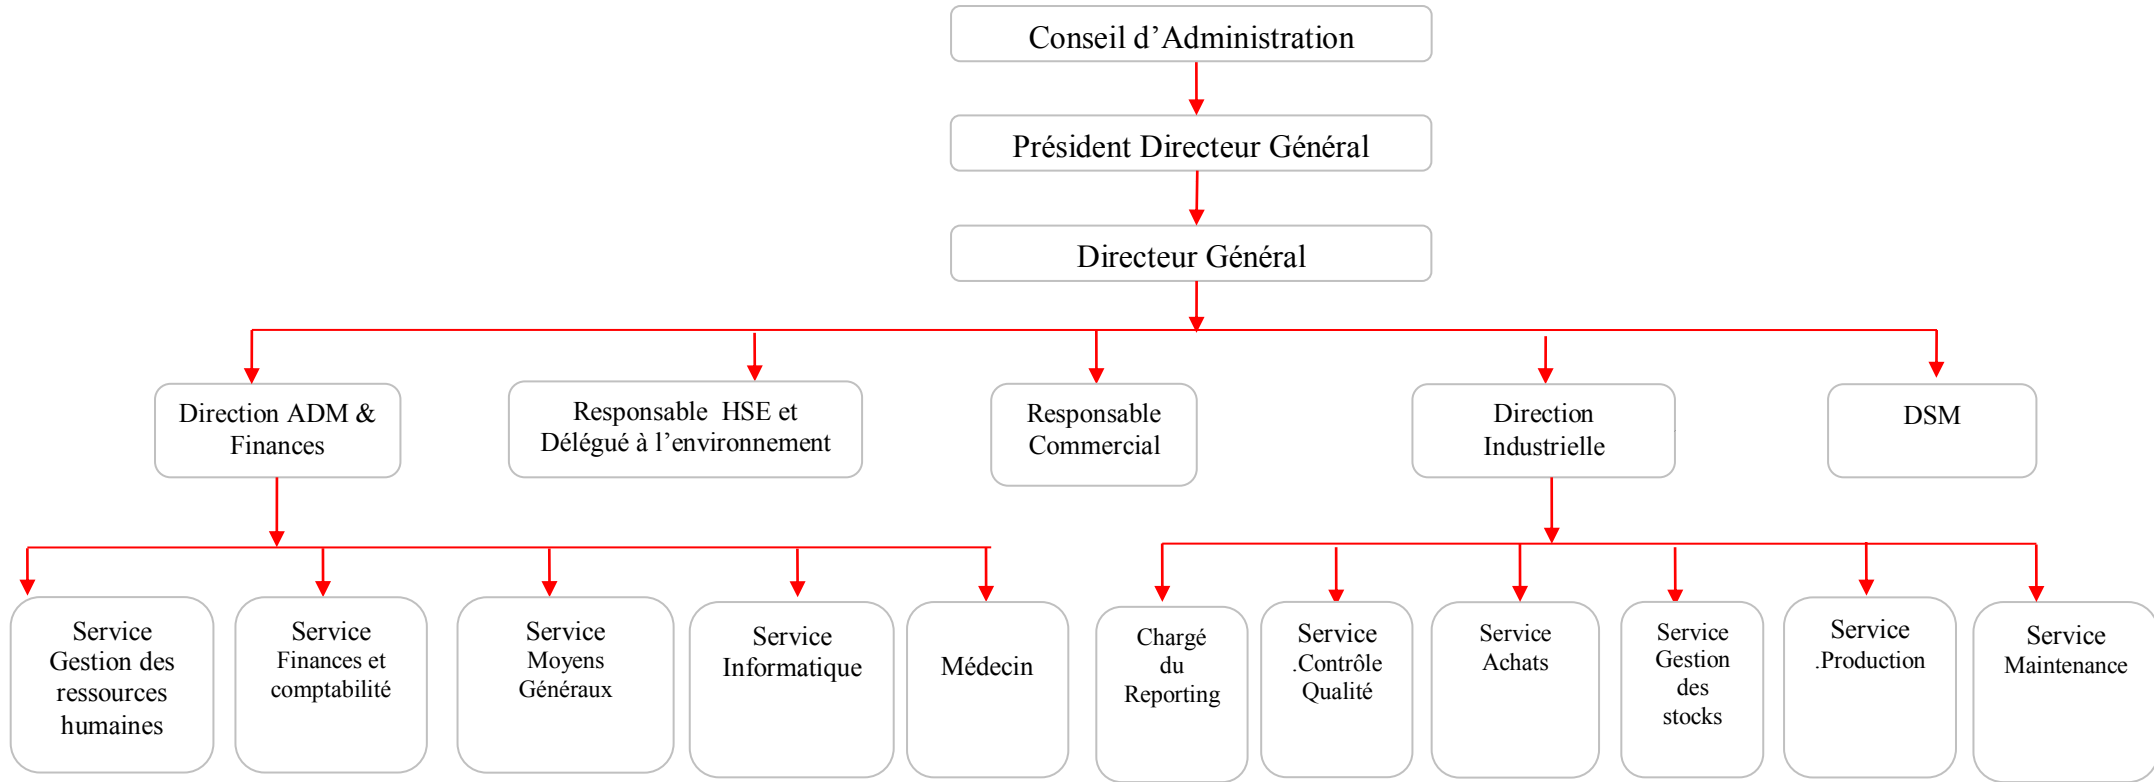 Conseil d’Administration
Président Directeur Général
Directeur Général
Direction ADM &
Finances
Responsable HSE et
Délégué à l’environnement
Responsable
Commercial
Direction
Industrielle
DSM
Service
Gestion des
ressources
humaines
Service
Finances et
comptabilité
Service
Moyens
Généraux
Service
Informatique
Médecin
Chargé
du
Reporting
Service
.Contrôle
Qualité
Service
Achats
Service
Gestion
des
stocks
Service
.Production
Service
Maintenance